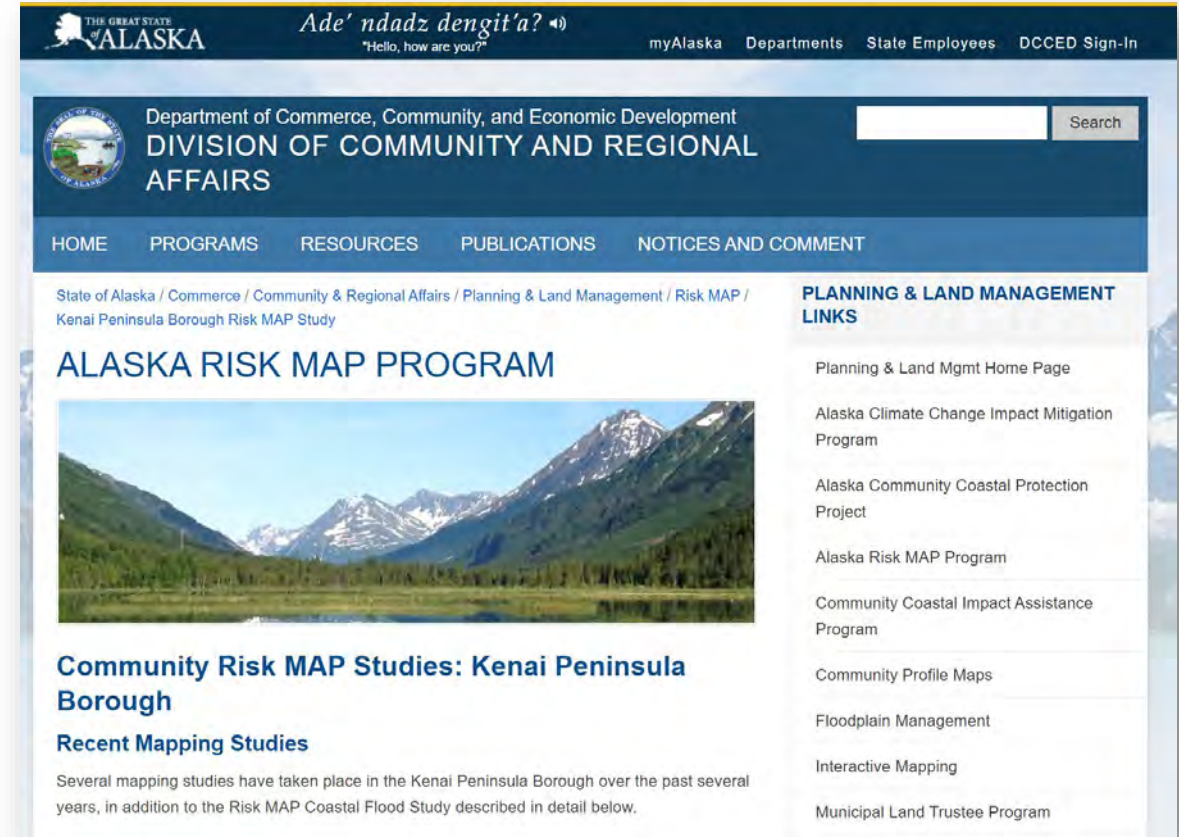 THE GREAT STATE
of ALASKA
Ade' ndadz dengit'a?
"Hello, how are you?"
myAlaska Departments State Employees DCCED Sign-In
THE SEAL OF THE STATE
OF ALASKA
Department of Commerce, Community, and Economic Development
DIVISION OF COMMUNITY AND REGIONAL
AFFAIRS
Search
HOME PROGRAMS RESOURCES PUBLICATIONS NOTICES AND COMMENT
State of Alaska / Commerce / Community & Regional Affairs / Planning & Land Management / Risk MAP /
Kenai Peninsula Borough Risk MAP Study
ALASKA RISK MAP PROGRAM
Community Risk MAP Studies: Kenai Peninsula
Borough
Recent Mapping Studies
Several mapping studies have taken place in the Kenai Peninsula Borough over the past several
years, in addition to the Risk MAP Coastal Flood Study described in detail below.
PLANNING & LAND MANAGEMENT
LINKS
Planning & Land Mgmt Home Page
Alaska Climate Change Impact Mitigation
Program
Alaska Community Coastal Protection
Project
Alaska Risk MAP Program
Community Coastal Impact Assistance
Program
Community Profile Maps
Floodplain Management
Interactive Mapping
Municipal Land Trustee Program